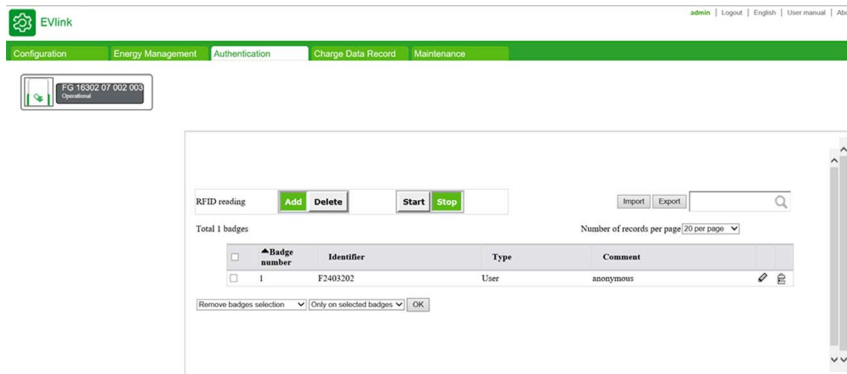 admin | Logout | English | User manual |
EVlink
Configuration Energy Management Authentication Charge Data Record Maintenance
FG 16302 07 002 003
Operational
RFID reading Add Delete Start Stop Import Export
Total 1 badges Number of records per page 20 per page
Badge number Identifier Type Comment
1 F2403202 User anonymous
Remove badges selection Only on selected badges OK